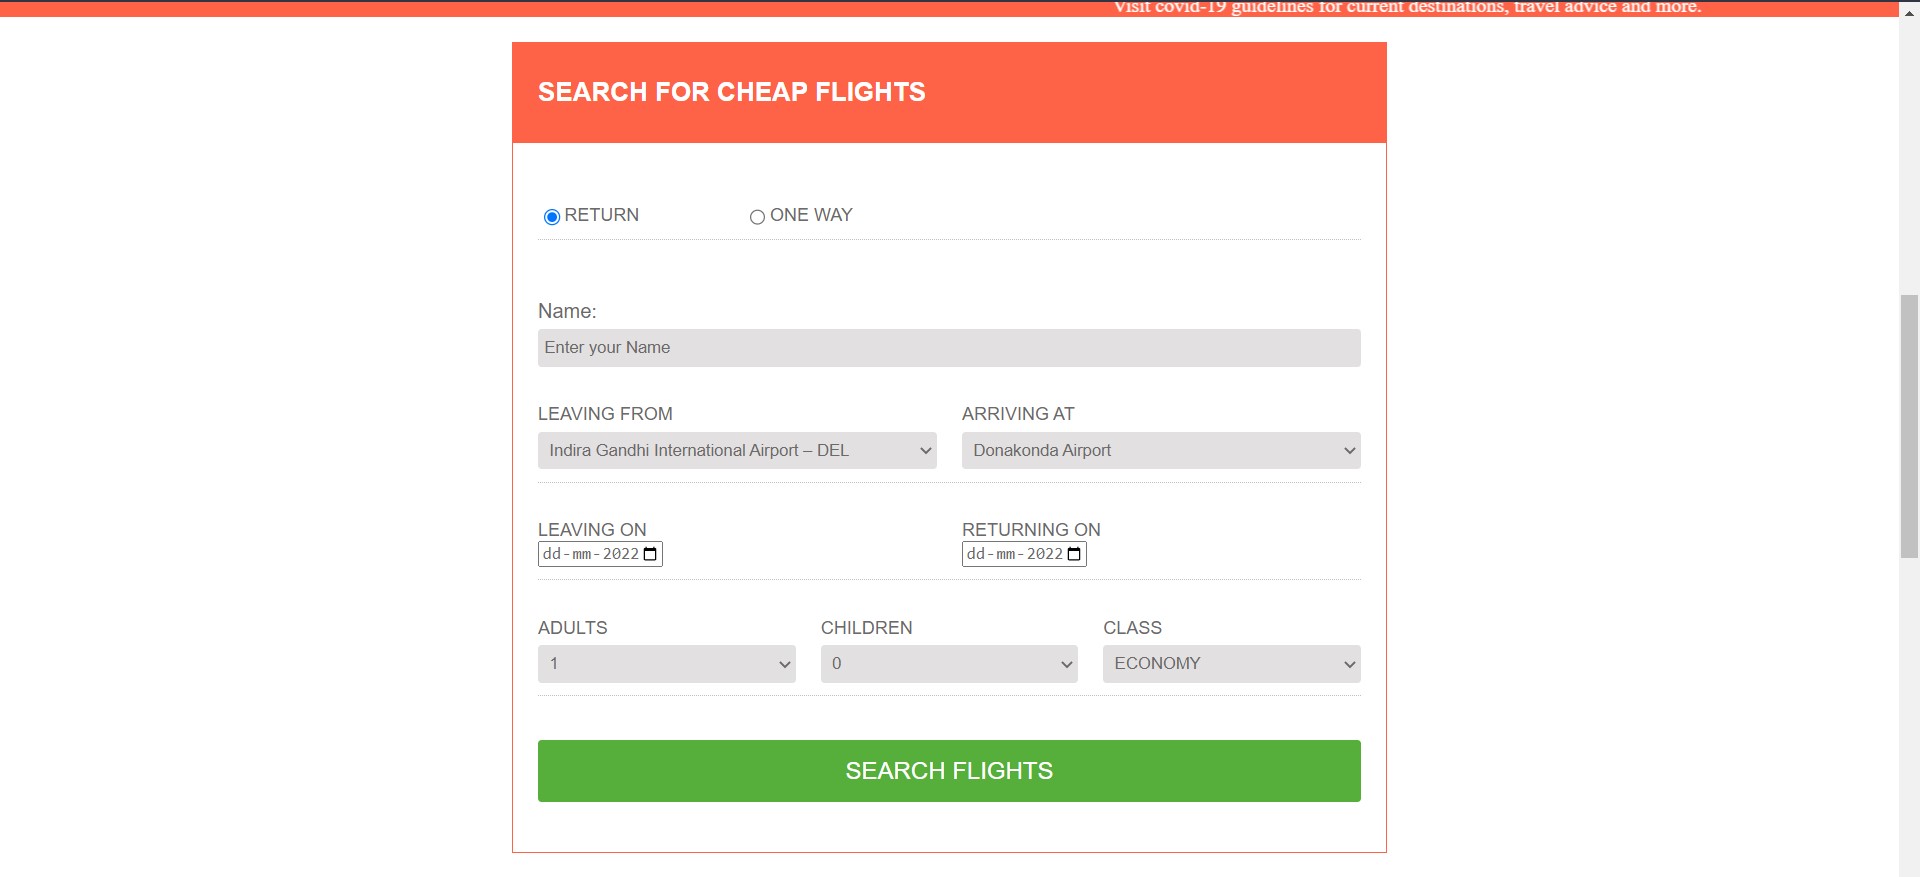 Visit covid-19 guidelines for current destinations, travel advice and more.
SEARCH FOR CHEAP FLIGHTS
RETURN ONE WAY
Name:
Enter your Name
LEAVING FROM ARRIVING AT
Indira Gandhi International Airport – DEL Donakonda Airport
LEAVING ON RETURNING ON
dd-mm-2022 dd-mm-2022
ADULTS CHILDREN CLASS
1 0 ECONOMY
SEARCH FLIGHTS